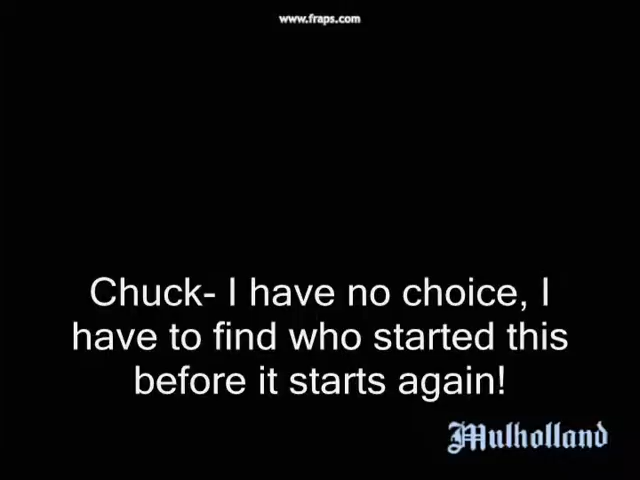 www.fraps.com
Chuck- I have no choice, I
have to find who started this
before it starts again!
Mulholland